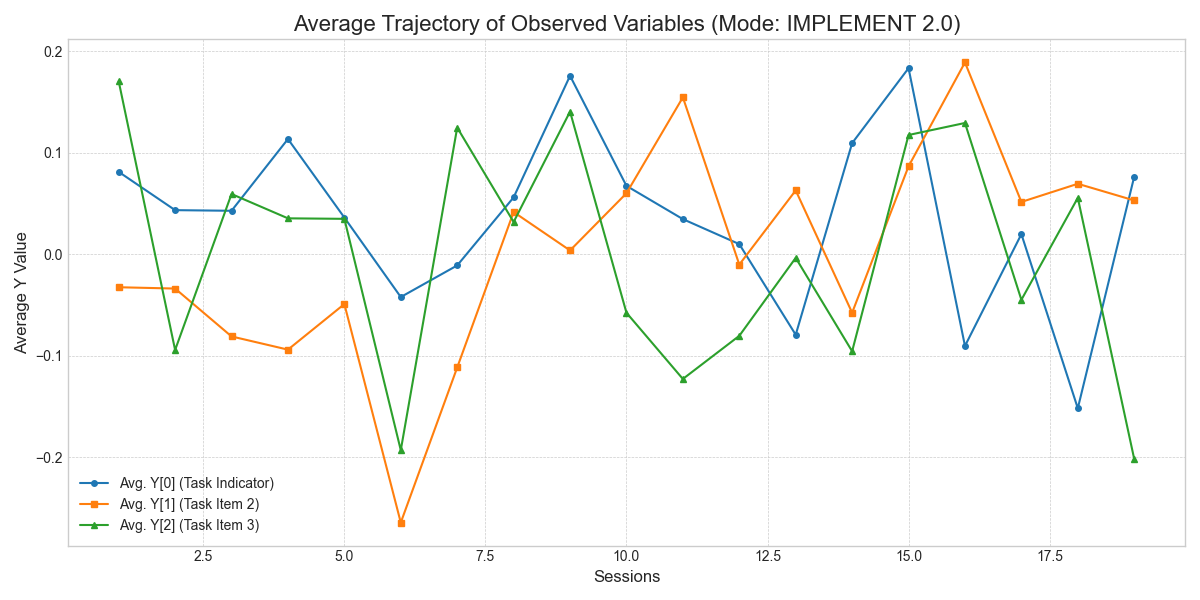 Average Trajectory of Observed Variables (Mode: IMPLEMENT 2.0)
Average Y Value
0.2
0.1
0.0
−0.1
−0.2
Avg. Y[0] (Task Indicator)
Avg. Y[1] (Task Item 2)
Avg. Y[2] (Task Item 3)
2.5 5.0 7.5 10.0 12.5 15.0 17.5
Sessions